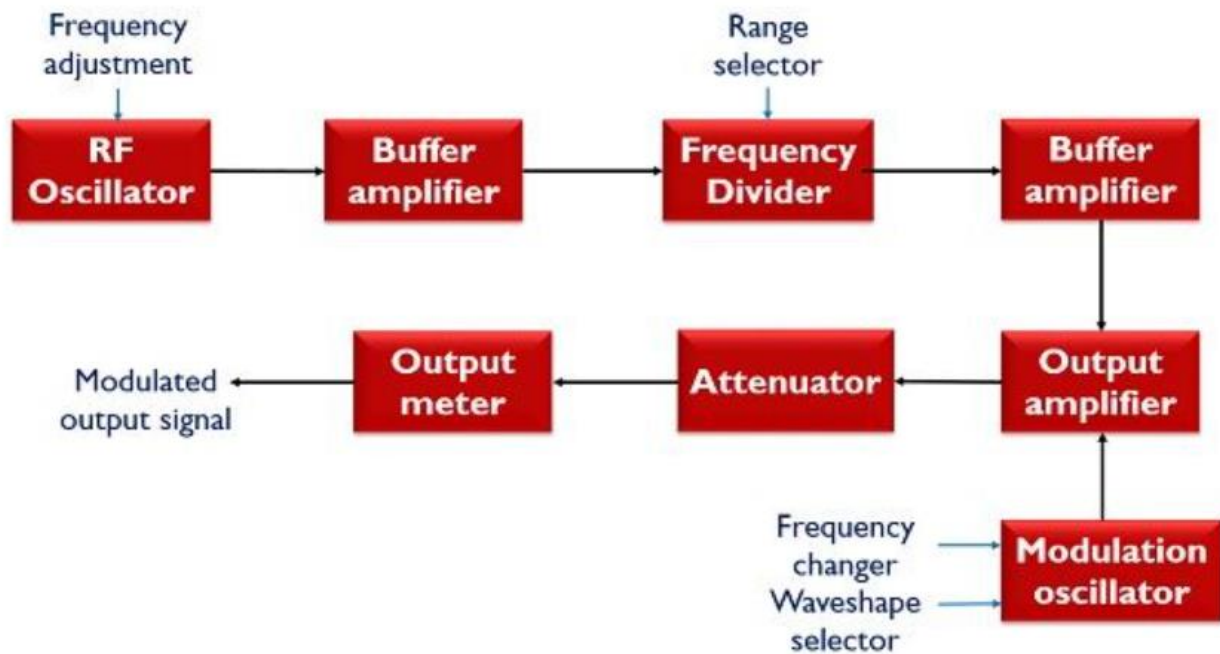 Frequency
adjustment
Range
selector
RF
Oscillator
Buffer
amplifier
Frequency
Divider
Buffer
amplifier
Modulated
output signal
Output
meter
Attenuator
Output
amplifier
Frequency
changer
Waveshape
selector
Modulation
oscillator